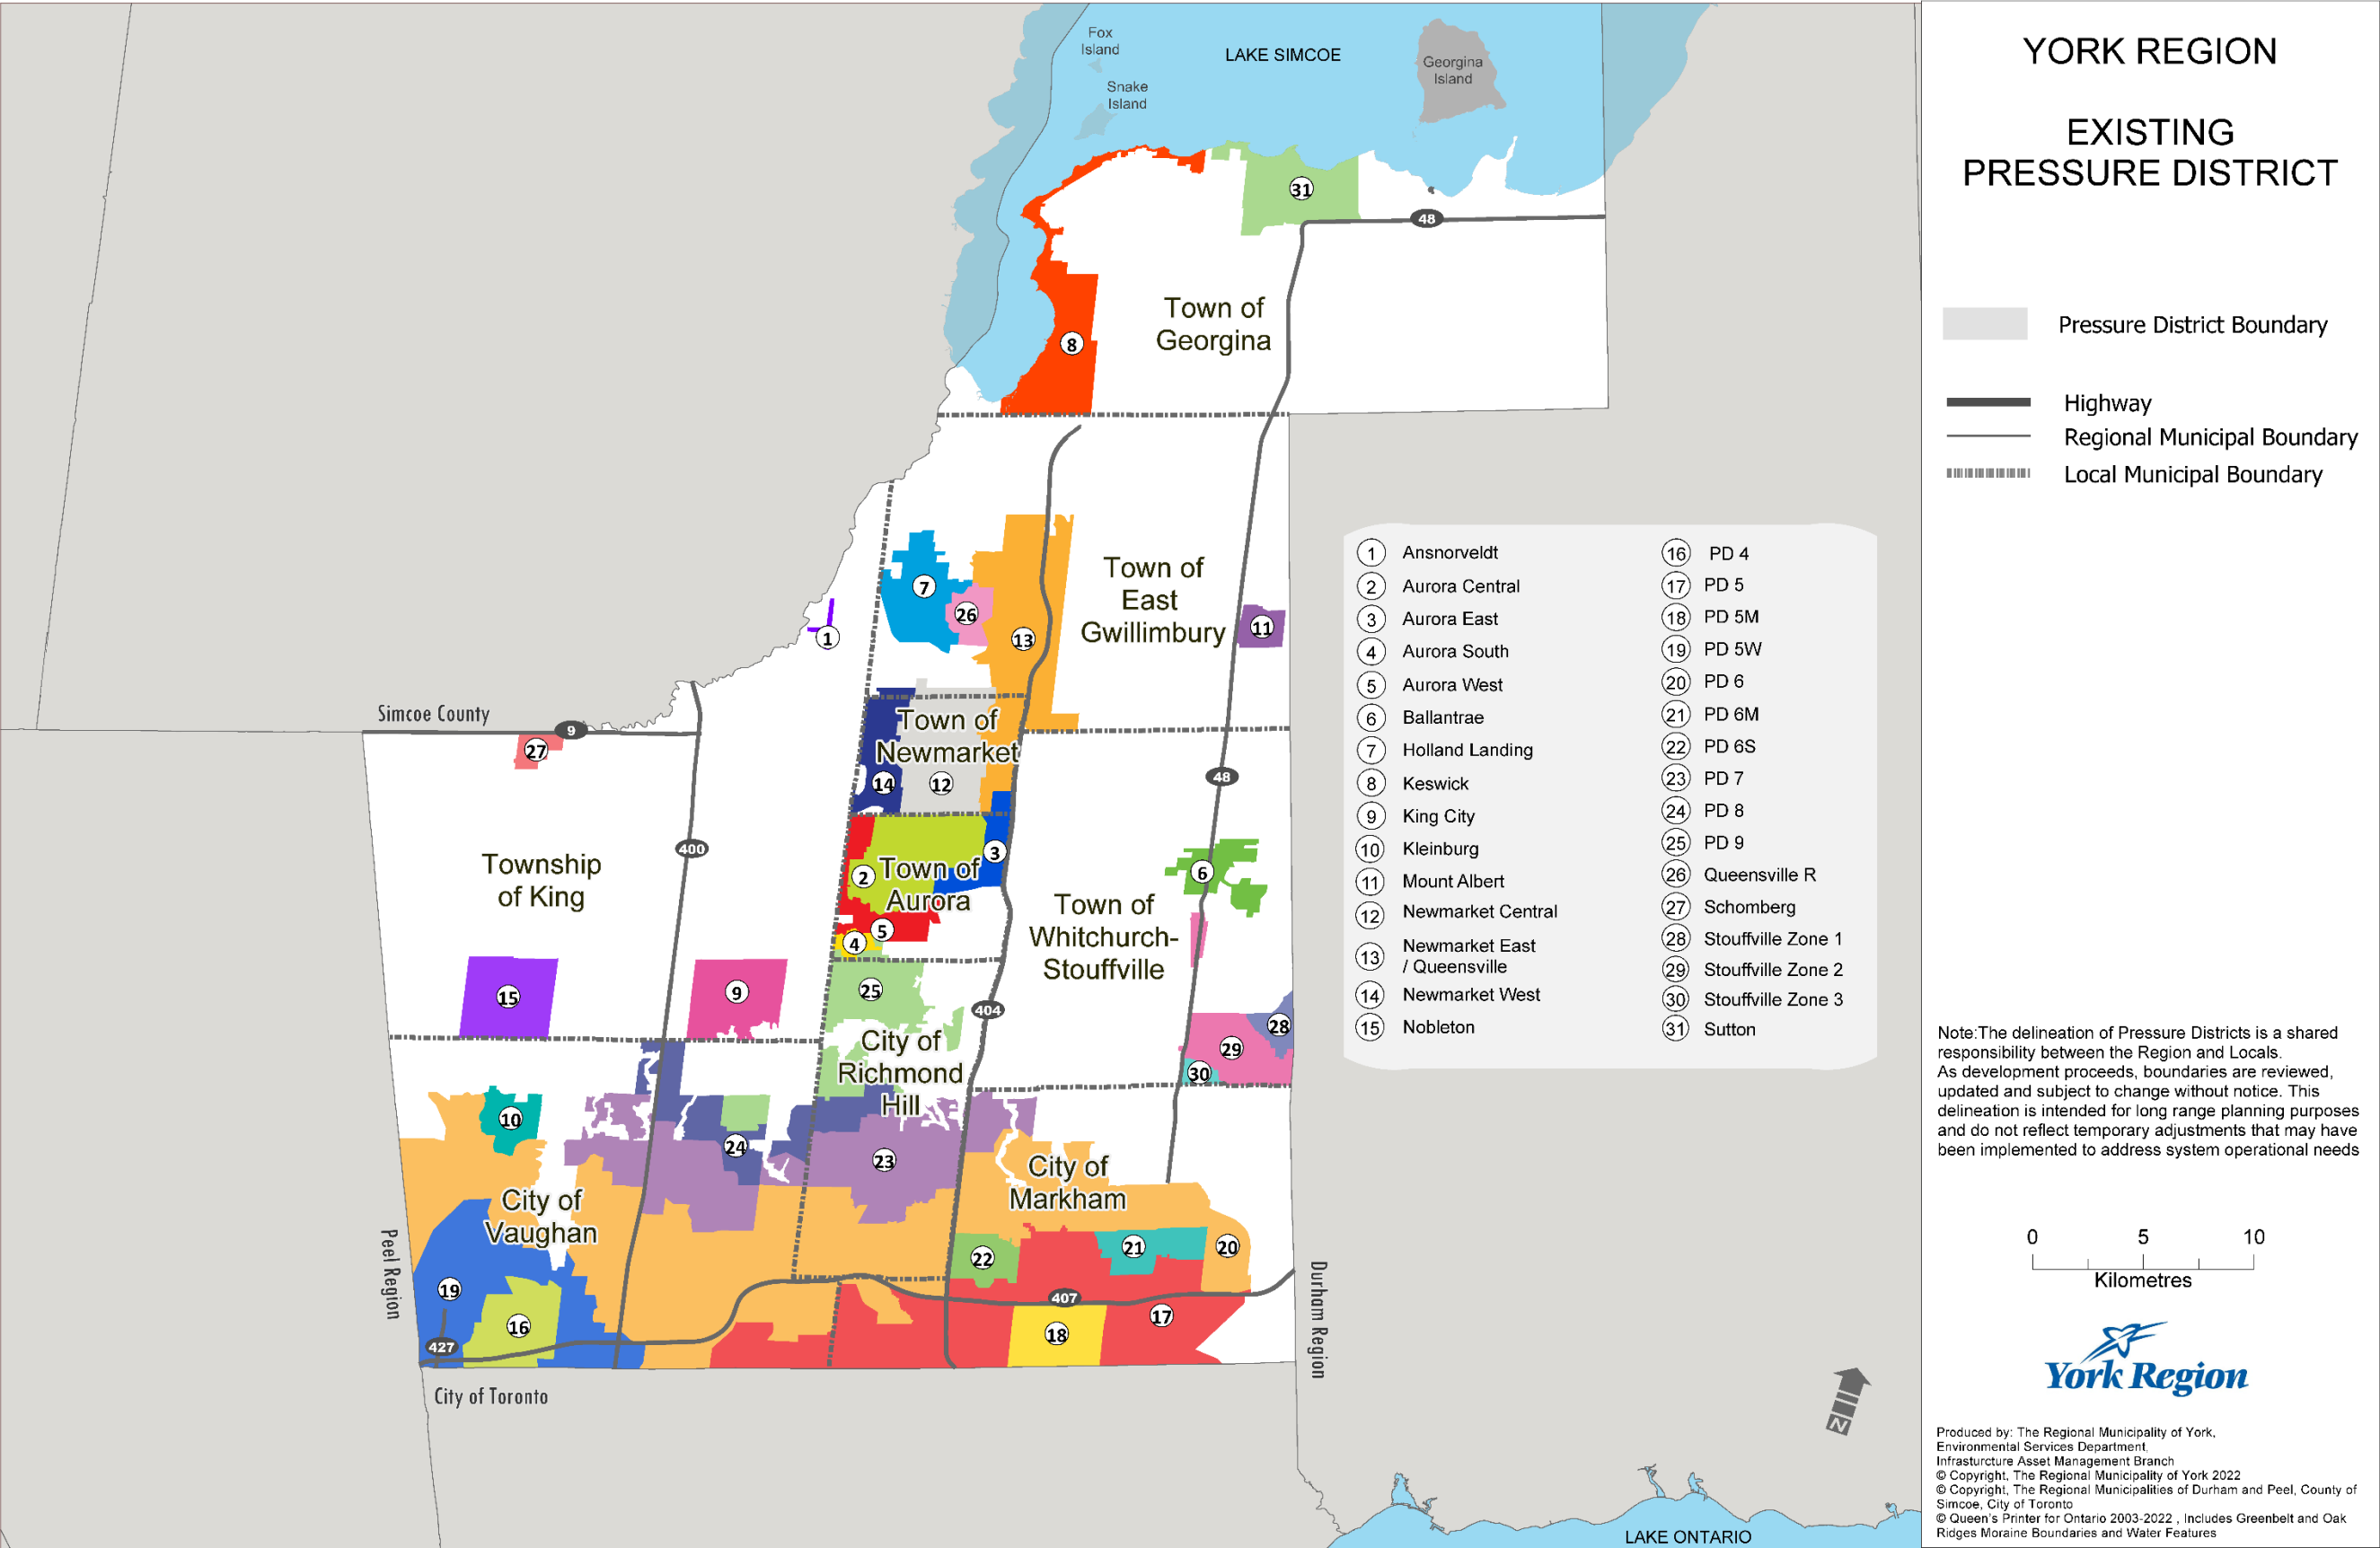 YORK REGION
EXISTING
PRESSURE DISTRICT
Pressure District Boundary
Highway
Regional Municipal Boundary
Local Municipal Boundary
Fox
Island
Snake
Island
LAKE SIMCOE
Georgina
Island
31
48
8
Town of
Georgina
7
26
13
1
Town of
East
Gwillimbury
11
Simcoe County
9
27
Town of
Newmarket
14
12
48
400
Township
of King
2
3
Town of
Aurora
5
4
6
Town of
Whitchurch-
Stouffville
15
9
25
404
City of
Richmond
Hill
28
29
30
10
24
23
City of
Markham
City of
Vaughan
Peel Region
22
21
20
19
16
407
17
18
427
Durham Region
City of Toronto
LAKE ONTARIO
N
1 Ansnorveldt
2 Aurora Central
3 Aurora East
4 Aurora South
5 Aurora West
6 Ballantrae
7 Holland Landing
8 Keswick
9 King City
10 Kleinburg
11 Mount Albert
12 Newmarket Central
13 Newmarket East
/ Queensville
14 Newmarket West
15 Nobleton
16 PD 4
17 PD 5
18 PD 5M
19 PD 5W
20 PD 6
21 PD 6M
22 PD 6S
23 PD 7
24 PD 8
25 PD 9
26 Queensville R
27 Schomberg
28 Stouffville Zone 1
29 Stouffville Zone 2
30 Stouffville Zone 3
31 Sutton
Note:The delineation of Pressure Districts is a shared
responsibility between the Region and Locals.
As development proceeds, boundaries are reviewed,
updated and subject to change without notice. This
delineation is intended for long range planning purposes
and do not reflect temporary adjustments that may have
been implemented to address system operational needs
0 5 10
Kilometres
York Region
Produced by: The Regional Municipality of York,
Environmental Services Department,
Infrasturcture Asset Management Branch
© Copyright, The Regional Municipality of York 2022
© Copyright, The Regional Municipalities of Durham and Peel, County of
Simcoe, City of Toronto
© Queen's Printer for Ontario 2003-2022 , Includes Greenbelt and Oak
Ridges Moraine Boundaries and Water Features